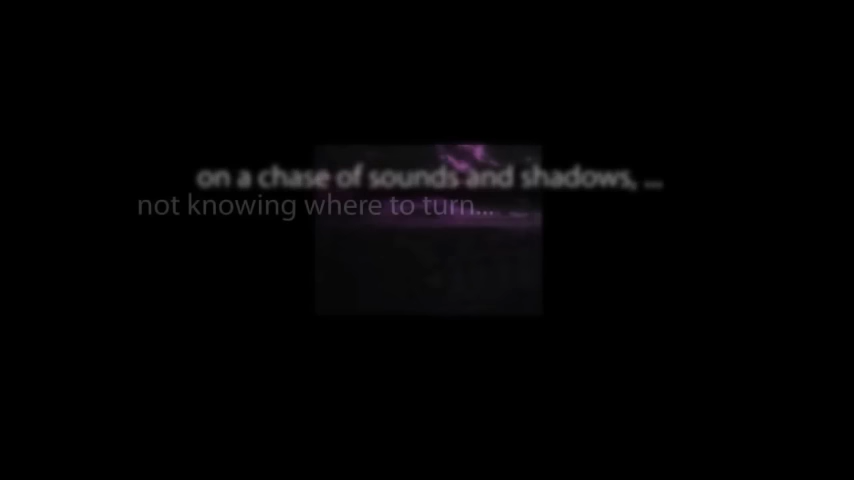 on a chase of sounds and shadows, ...
not knowing where to turn...